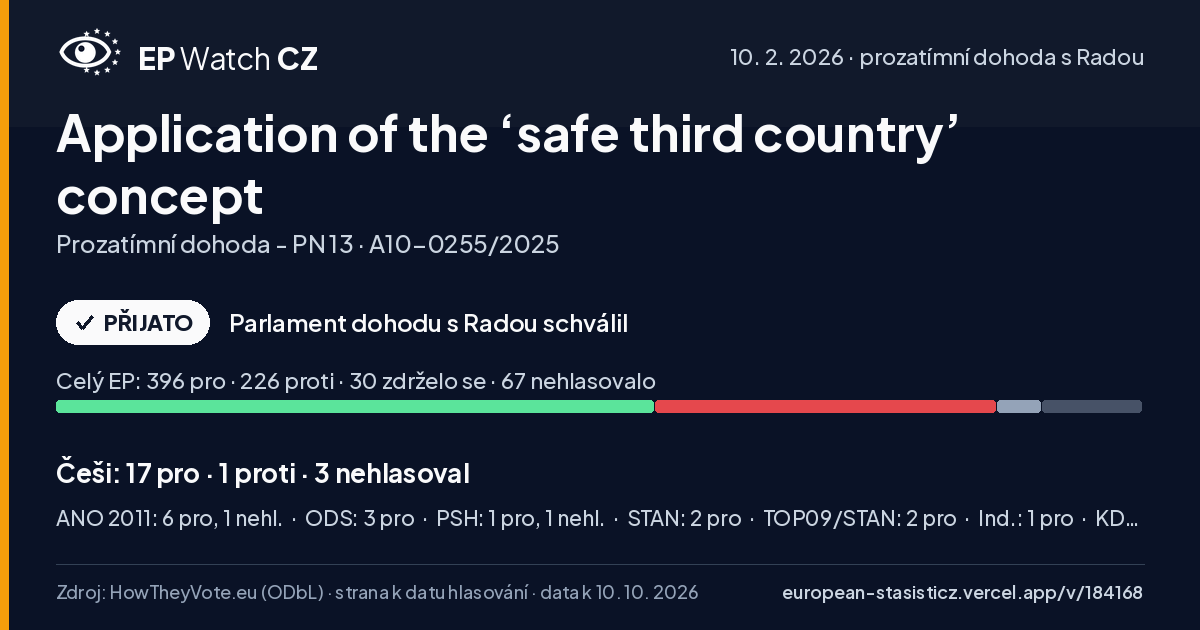 EP Watch CZ
10. 2. 2026 · prozatímní dohoda s Radou
Application of the ‘safe third country’
concept
Prozatímní dohoda – PN 13 · A10–0255/2025
✓ PŘIJATO
Parlament dohodu s Radou schválil
Celý EP: 396 pro · 226 proti · 30 zdrželo se · 67 nehlasovalo
Češi: 17 pro · 1 proti · 3 nehlasoval
ANO 2011: 6 pro, 1 nehl. · ODS: 3 pro · PSH: 1 pro, 1 nehl. · STAN: 2 pro · TOP09/STAN: 2 pro · Ind.: 1 pro · KD…
Zdroj: HowTheyVote.eu (ODbL) · strana k datu hlasování · data k 10. 10. 2026
european-stasisticz.vercel.app/v/184168